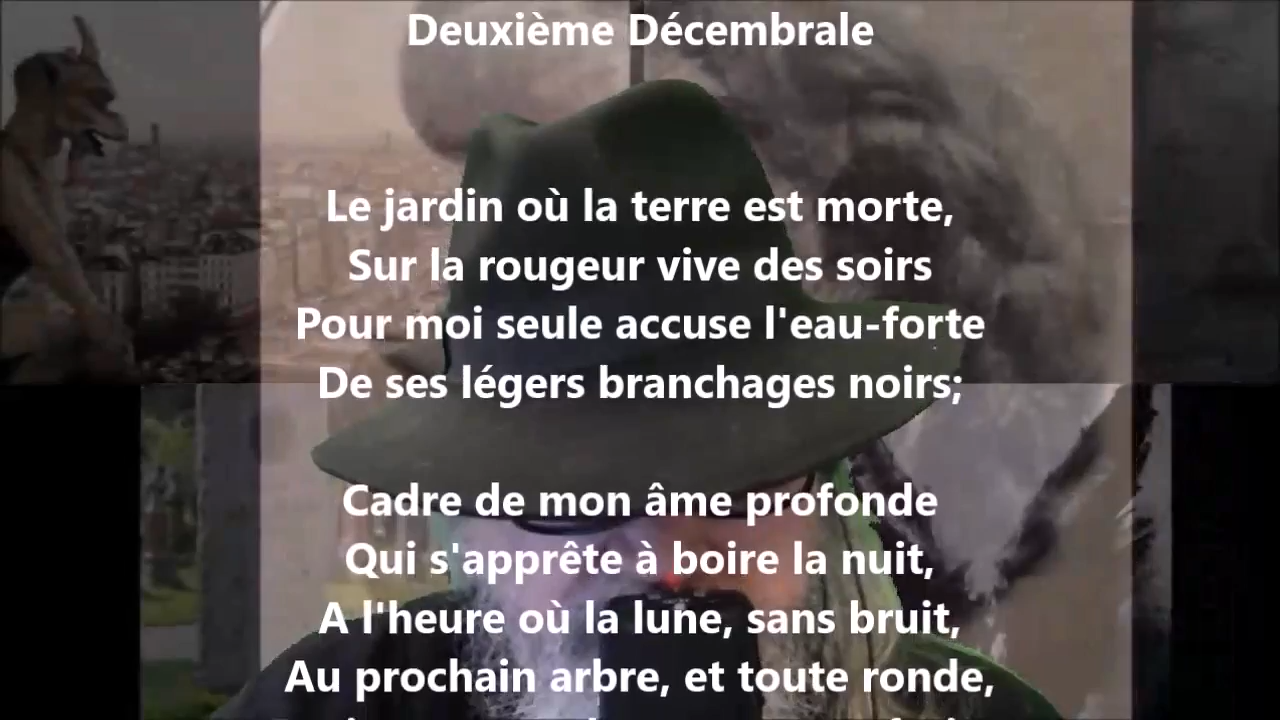 Deuxième Décembrale
Le jardin où la terre est morte,
Sur la rougeur vive des soirs
Pour moi seule accuse l'eau-forte
De ses légers branchages noirs;
Cadre de mon âme profonde
Qui s'apprête à boire la nuit,
A l'heure où la lune, sans bruit,
Au prochain arbre, et toute ronde,